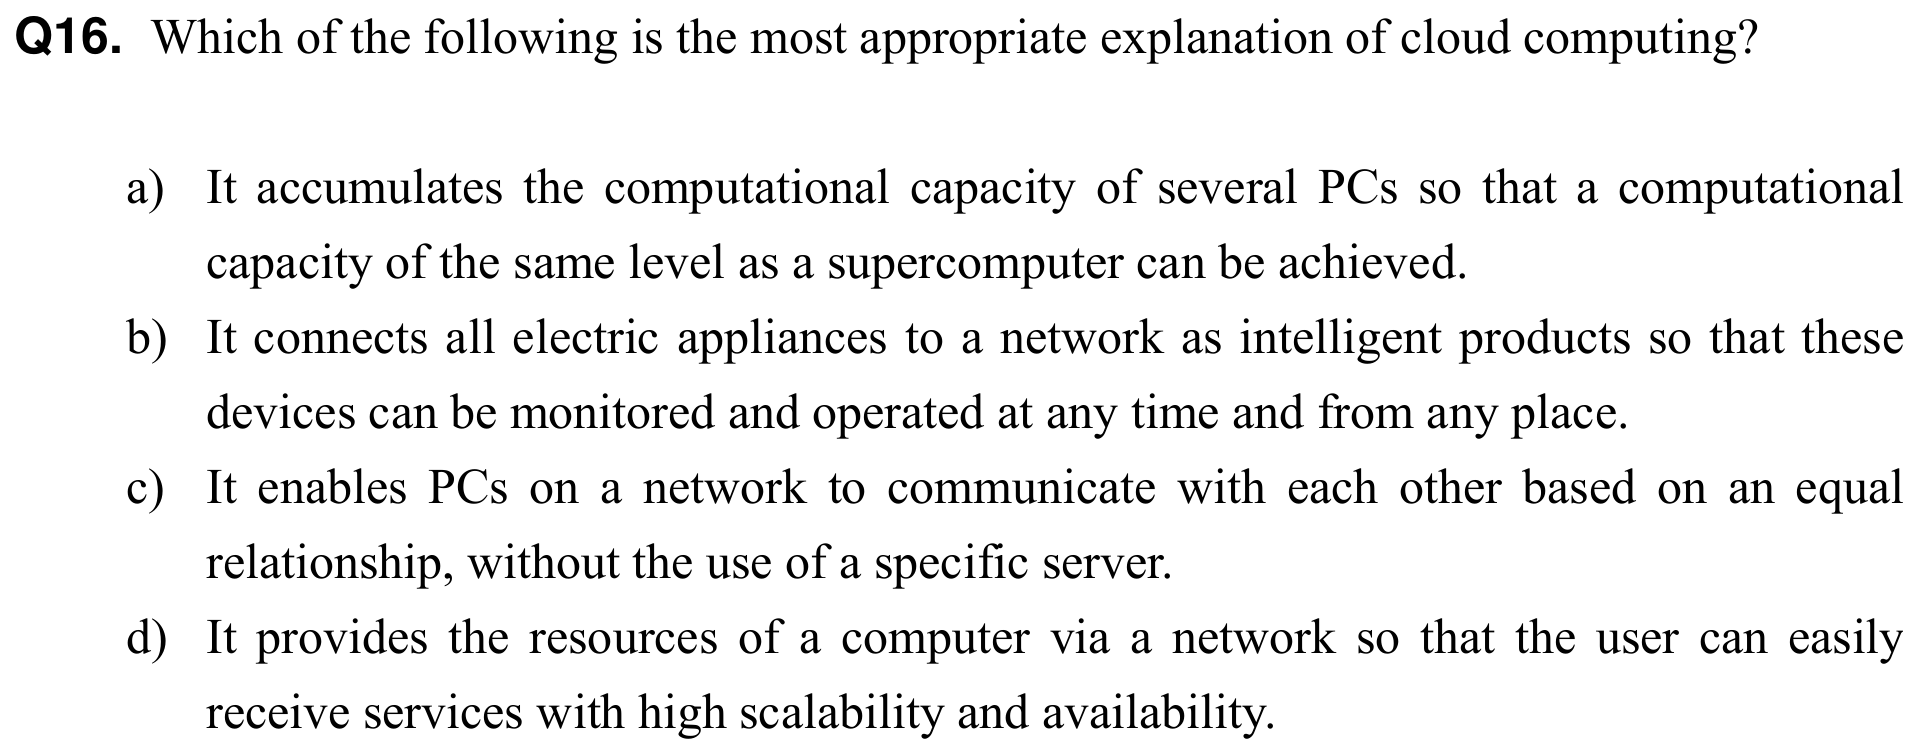 Q16. Which of the following is the most appropriate explanation of cloud computing?
a) It accumulates the computational capacity of several PCs so that a computational
capacity of the same level as a supercomputer can be achieved.
b) It connects all electric appliances to a network as intelligent products so that these
devices can be monitored and operated at any time and from any place.
c) It enables PCs on a network to communicate with each other based on an equal
relationship, without the use of a specific server.
d) It provides the resources of a computer via a network so that the user can easily
receive services with high scalability and availability.